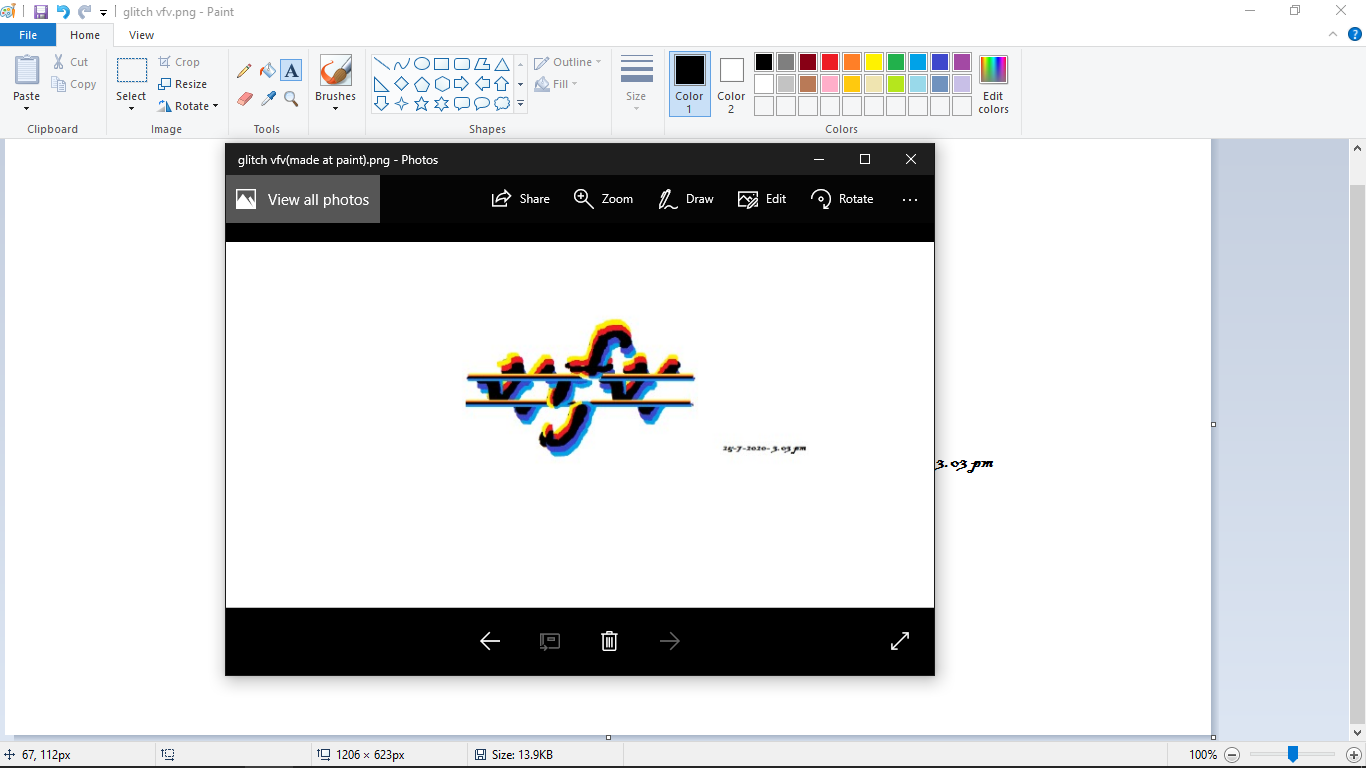 glitch vfv.png - Paint
File Home View
Paste Cut Copy Clipboard
Select Crop Resize Rotate Image
Tools
Brushes
Shapes
Outline Fill
Size
Color 1 Color 2
Edit colors
Colors
glitch vfv(made at paint).png - Photos
View all photos Share Zoom Draw Edit Rotate
vfv
25-7-2020- 3.03 pm
3.03 pm
67, 112px 1206 × 623px Size: 13.9KB 100%